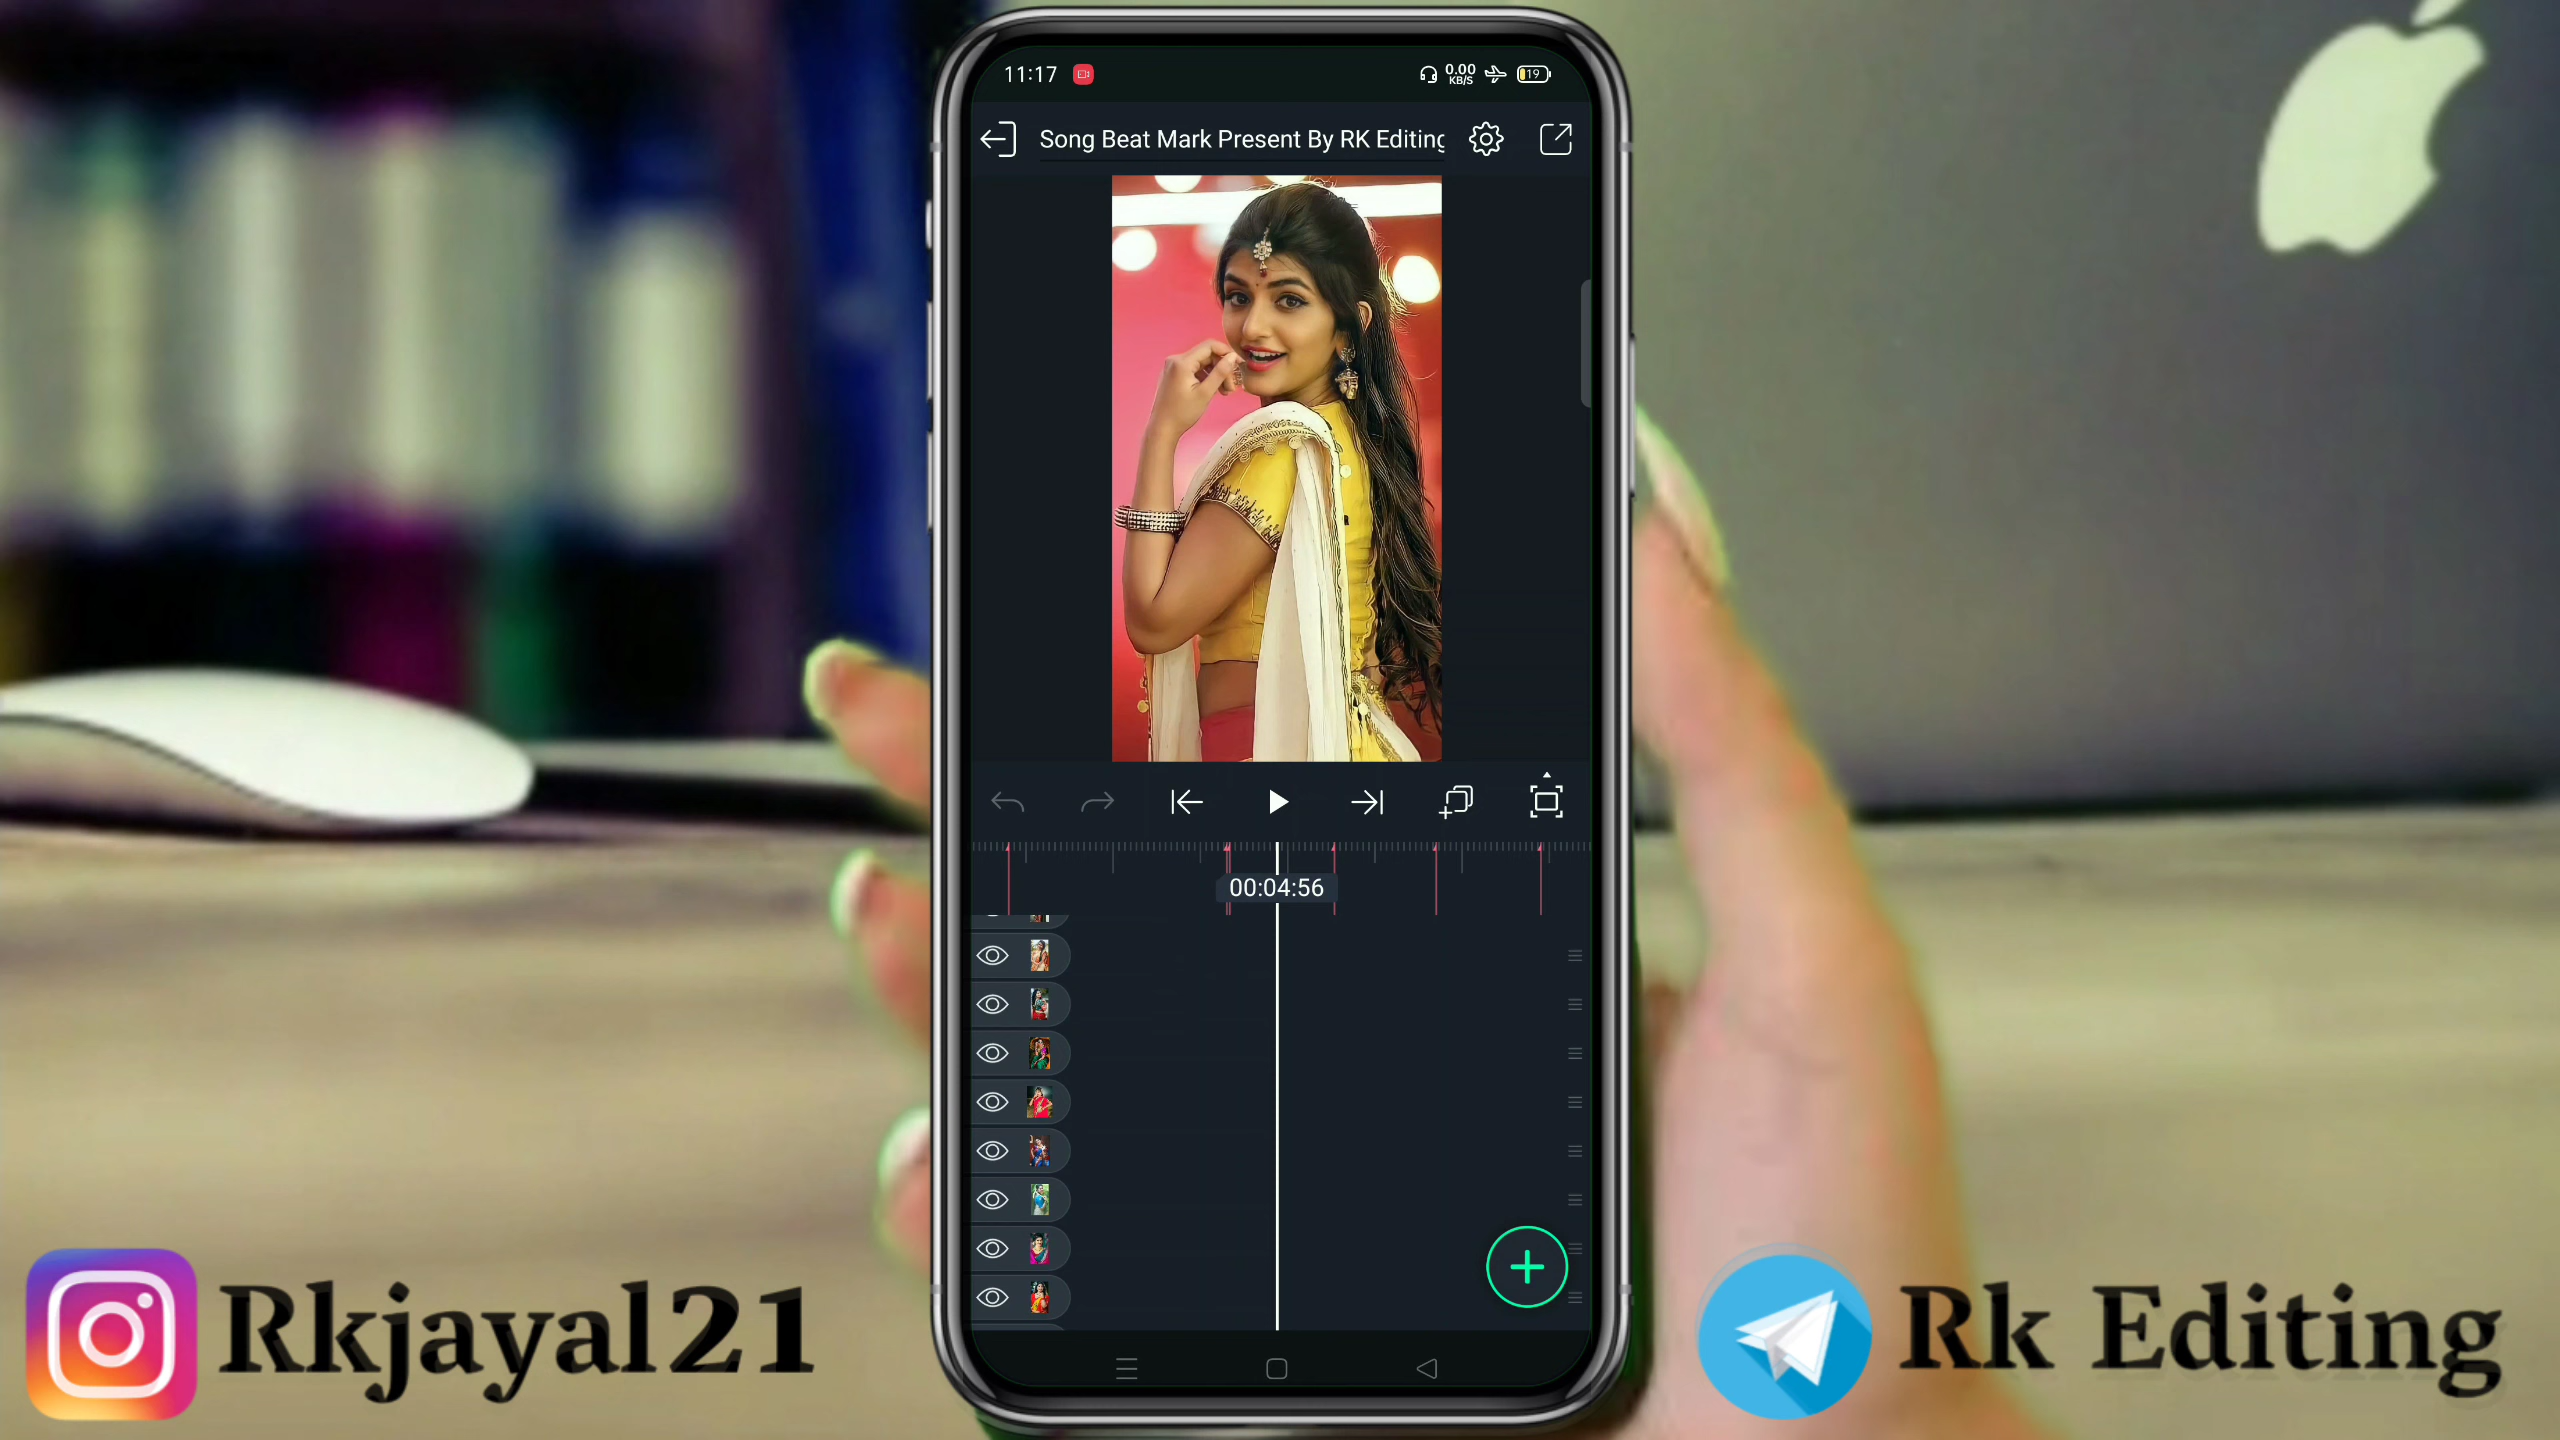 11:17
0.00
KB/S
19
Song Beat Mark Present By RK Editing
00:04:56
Rkjayal21
Rk Editing